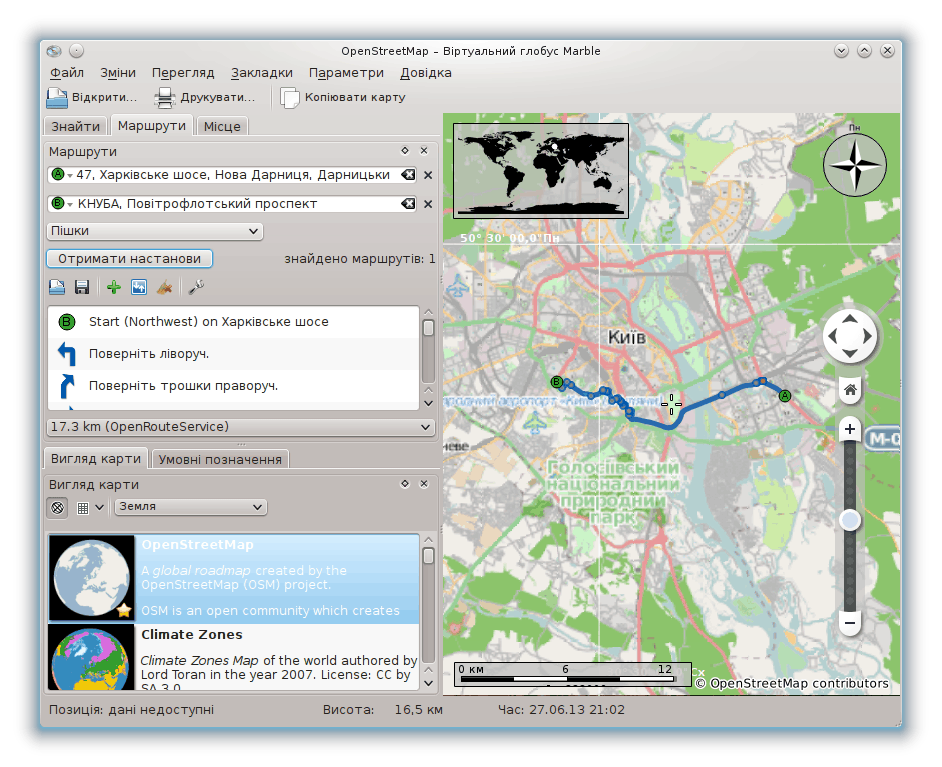 OpenStreetMap – Віртуальний глобус Marble
Файл Зміни Перегляд Закладки Параметри Довідка
Відкрити... Друкувати... Копіювати карту
Знайти Маршрути Місце
Маршрути
A 47, Харківське шосе, Нова Дарниця, Дарницьки
B КНУБА, Повітрофлотський проспект
Пішки
Отримати настанови знайдено маршрутів: 1
B Start (Northwest) on Харківське шосе
Поверніть ліворуч.
Поверніть трошки праворуч.
17.3 km (OpenRouteService)
Вигляд карти Умовні позначення
Вигляд карти
Земля
OpenStreetMap
A global roadmap created by the
OpenStreetMap (OSM) project.
OSM is an open community which creates
Climate Zones
Climate Zones Map of the world authored by
Lord Toran in the year 2007. License: CC by
SA 3.0
Пн
50° 30' 00.0"Пн
Київ
B
A
М-0
Голосіївський
національний
природний
парк
0 км 6 12
© OpenStreetMap contributors
Позиція: дані недоступні Висота: 16,5 км Час: 27.06.13 21:02